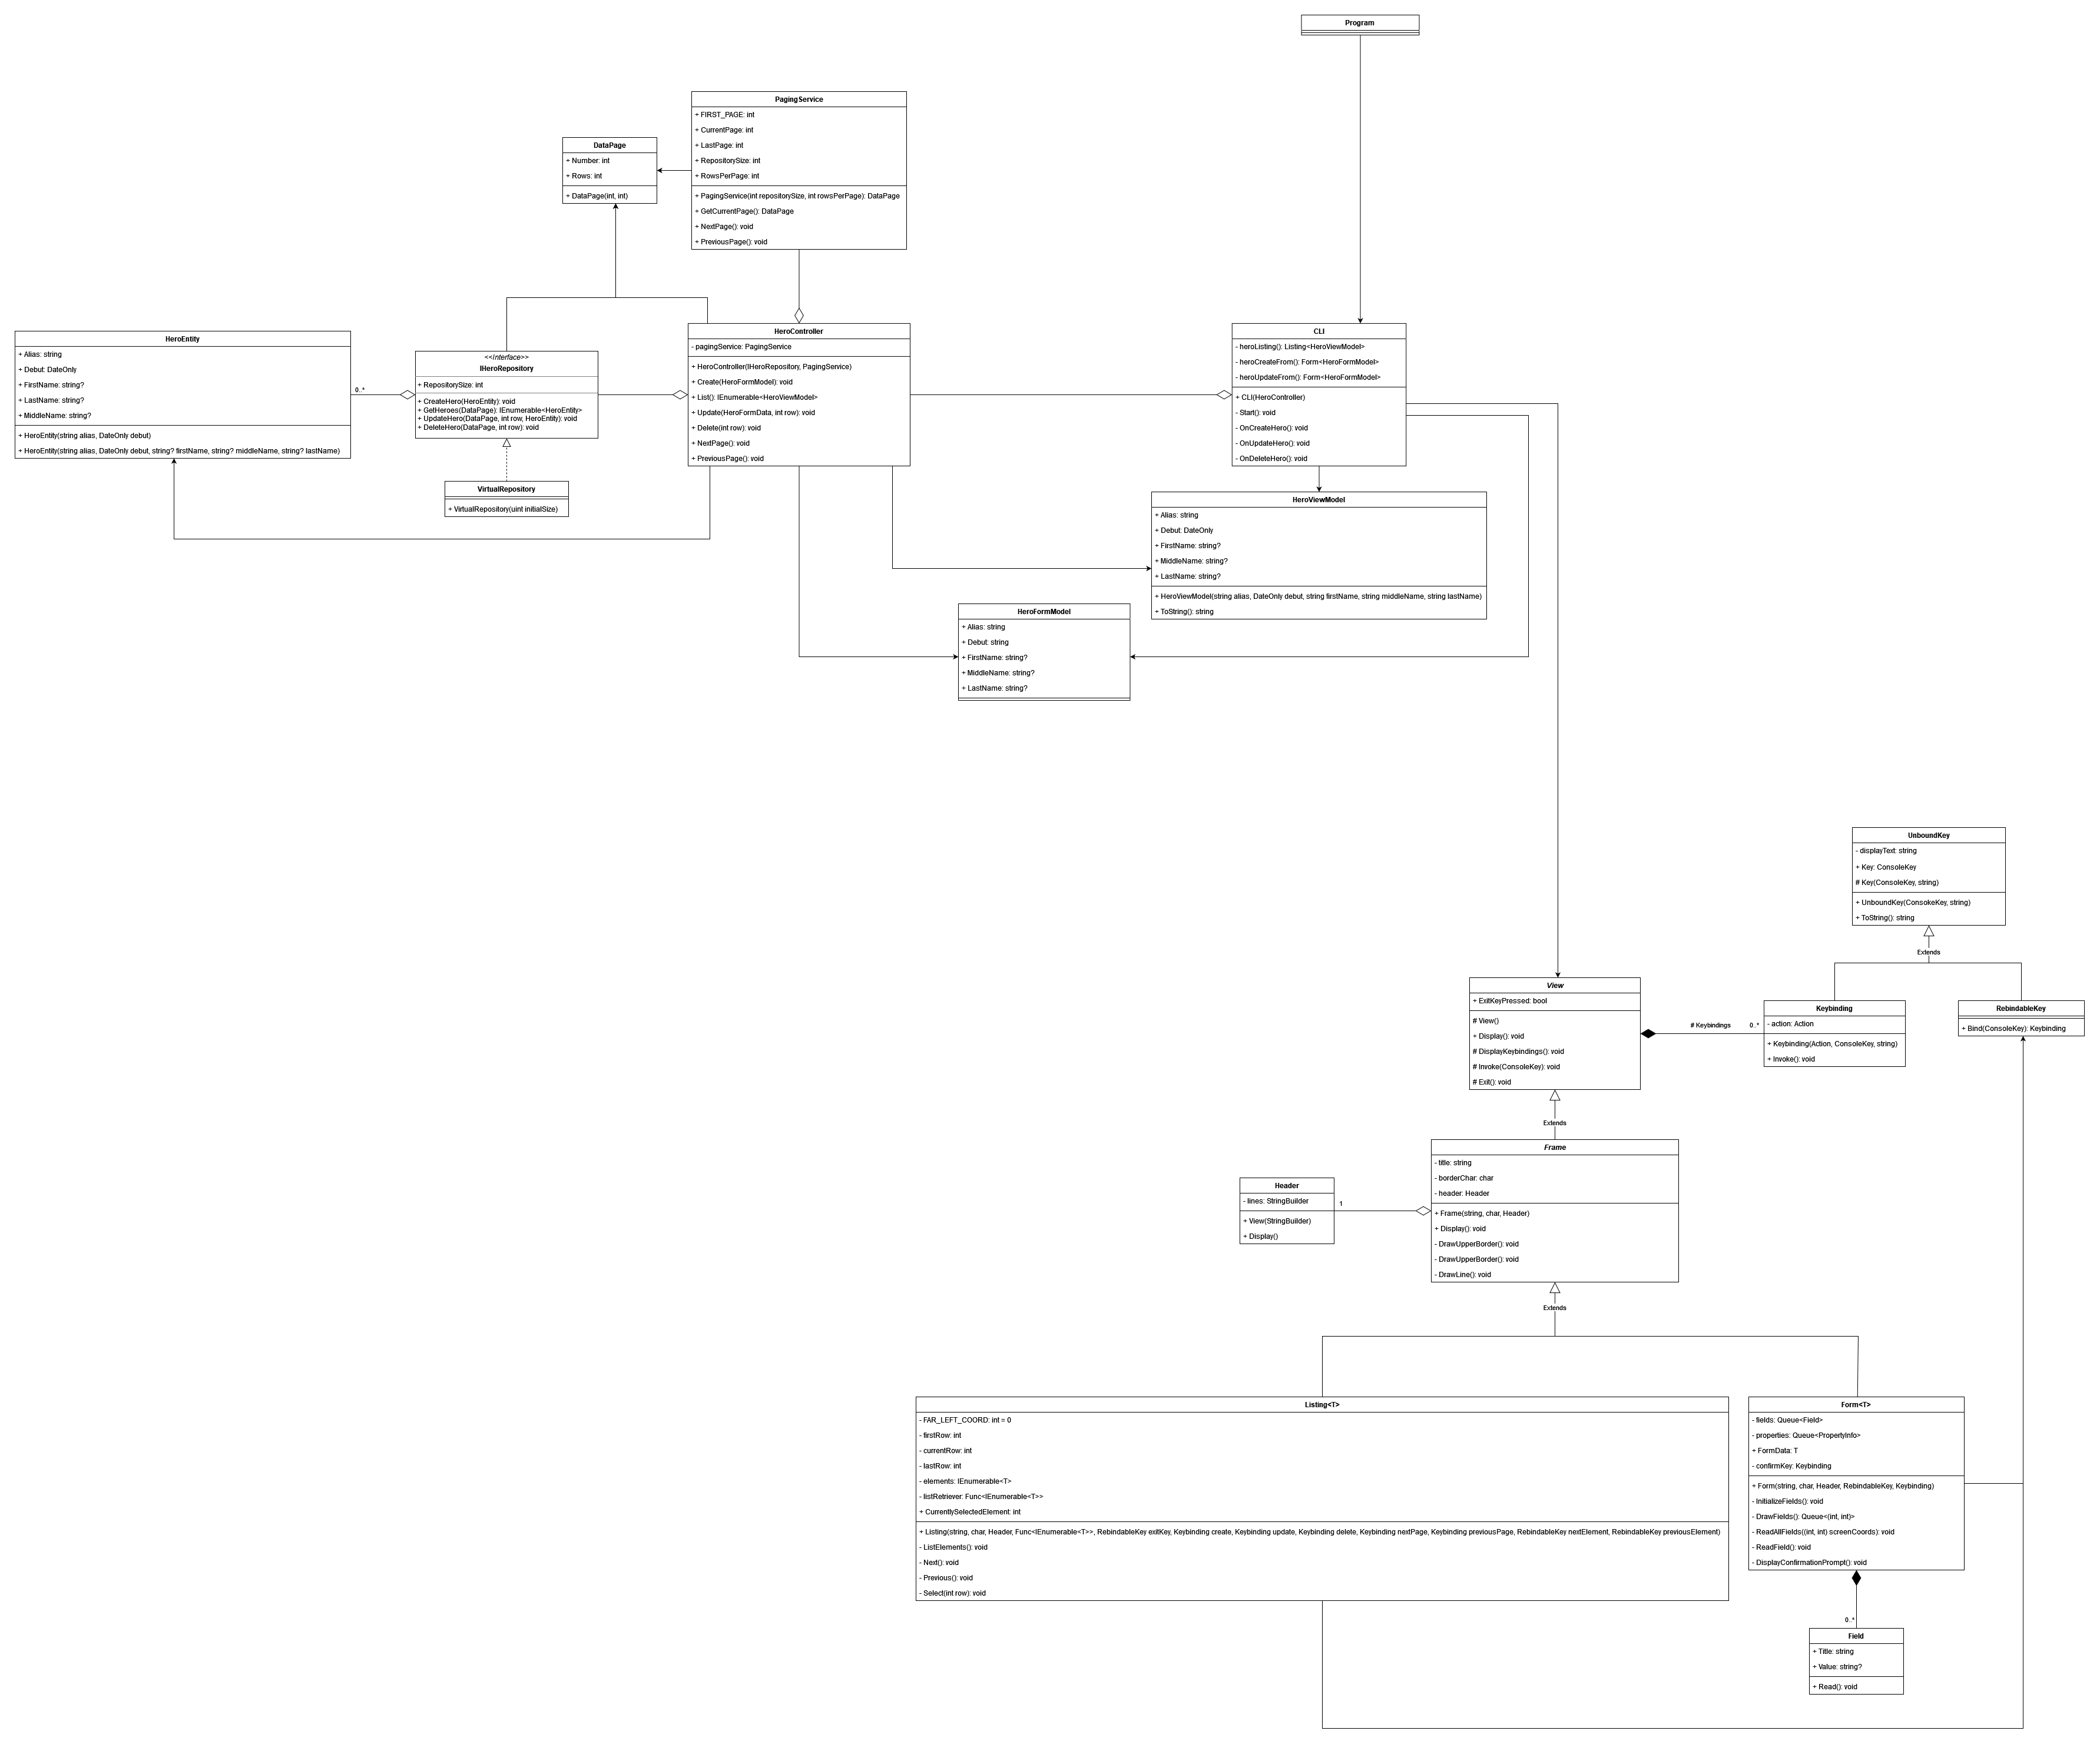 Program
PagingService
+ FIRST_PAGE: int
+ CurrentPage: int
+ LastPage: int
+ RepositorySize: int
+ RowsPerPage: int
+ PagingService(int repositorySize, int rowsPerPage): DataPage
+ GetCurrentPage(): DataPage
+ NextPage(): void
+ PreviousPage(): void
DataPage
+ Number: int
+ Rows: int
+ DataPage(int, int)
HeroEntity
+ Alias: string
+ Debut: DateOnly
+ FirstName: string?
+ LastName: string?
+ MiddleName: string?
+ HeroEntity(string alias, DateOnly debut)
+ HeroEntity(string alias, DateOnly debut, string? firstName, string? middleName, string? lastName)
0..*
<<Interface>>
IHeroRepository
+ RepositorySize: int
+ CreateHero(HeroEntity): void
+ GetHeroes(DataPage): IEnumerable<HeroEntity>
+ UpdateHero(DataPage, int row, HeroEntity): void
+ DeleteHero(DataPage, int row): void
VirtualRepository
+ VirtualRepository(uint initialSize)
HeroController
- pagingService: PagingService
+ HeroController(IHeroRepository, PagingService)
+ Create(HeroFormModel): void
+ List(): IEnumerable<HeroViewModel>
+ Update(HeroFormData, int row): void
+ Delete(int row): void
+ NextPage(): void
+ PreviousPage(): void
CLI
- heroListing(): Listing<HeroViewModel>
- heroCreateFrom(): Form<HeroFormModel>
- heroUpdateFrom(): Form<HeroFormModel>
+ CLI(HeroController)
- Start(): void
- OnCreateHero(): void
- OnUpdateHero(): void
- OnDeleteHero(): void
HeroViewModel
+ Alias: string
+ Debut: DateOnly
+ FirstName: string?
+ MiddleName: string?
+ LastName: string?
+ HeroViewModel(string alias, DateOnly debut, string firstName, string middleName, string lastName)
+ ToString(): string
HeroFormModel
+ Alias: string
+ Debut: string
+ FirstName: string?
+ MiddleName: string?
+ LastName: string?
UnboundKey
- displayText: string
+ Key: ConsoleKey
# Key(ConsoleKey, string)
+ UnboundKey(ConsokeKey, string)
+ ToString(): string
Extends
View
+ ExitKeyPressed: bool
# View()
+ Display(): void
# DisplayKeybindings(): void
# Invoke(ConsoleKey): void
# Exit(): void
# Keybindings
0..*
Keybinding
- action: Action
+ Keybinding(Action, ConsoleKey, string)
+ Invoke(): void
RebindableKey
+ Bind(ConsoleKey): Keybinding
Extends
Frame
- title: string
- borderChar: char
- header: Header
+ Frame(string, char, Header)
+ Display(): void
- DrawUpperBorder(): void
- DrawUpperBorder(): void
- DrawLine(): void
Header
- lines: StringBuilder
+ View(StringBuilder)
+ Display()
1
Extends
Listing<T>
- FAR_LEFT_COORD: int = 0
- firstRow: int
- currentRow: int
- lastRow: int
- elements: IEnumerable<T>
- listRetriever: Func<IEnumerable<T>>
+ CurrentlySelectedElement: int
+ Listing(string, char, Header, Func<IEnumerable<T>>, RebindableKey exitKey, Keybinding create, Keybinding update, Keybinding delete, Keybinding nextPage, Keybinding previousPage, RebindableKey nextElement, RebindableKey previousElement)
- ListElements(): void
- Next(): void
- Previous(): void
- Select(int row): void
Form<T>
- fields: Queue<Field>
- properties: Queue<PropertyInfo>
+ FormData: T
- confirmKey: Keybinding
+ Form(string, char, Header, RebindableKey, Keybinding)
- InitializeFields(): void
- DrawFields(): Queue<(int, int)>
- ReadAllFields((int, int) screenCoords): void
- ReadField(): void
- DisplayConfirmationPrompt(): void
0..*
Field
+ Title: string
+ Value: string?
+ Read(): void